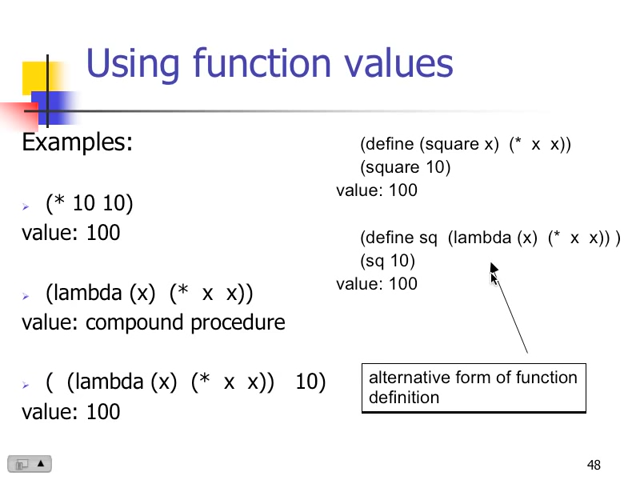 Using function values
Examples:
(* 10 10)
value: 100
(lambda (x) (* x x))
value: compound procedure
( (lambda (x) (* x x)) 10)
value: 100
(define (square x) (* x x))
(square 10)
value: 100
(define sq (lambda (x) (* x x)) )
(sq 10)
value: 100
alternative form of function
definition
48